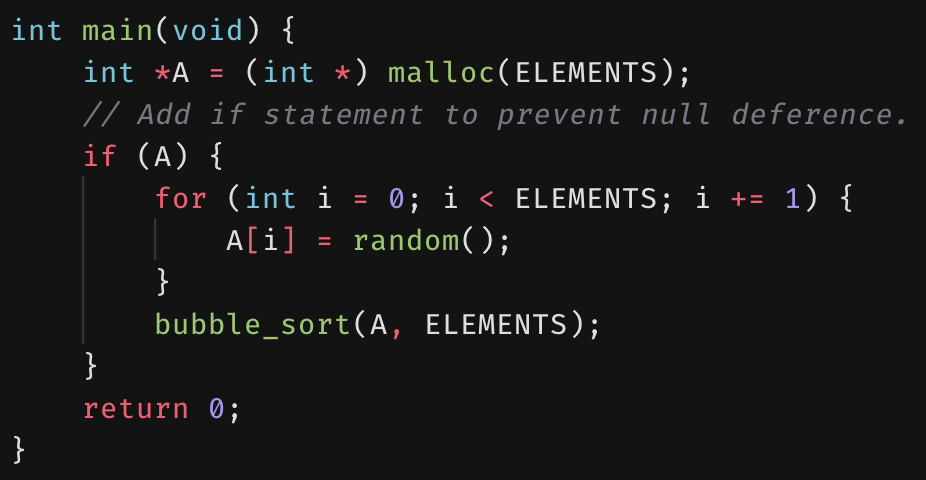 int main(void) {
    int *A = (int *) malloc(ELEMENTS);
    // Add if statement to prevent null deference.
    if (A) {
        for (int i = 0; i < ELEMENTS; i += 1) {
            A[i] = random();
        }
        bubble_sort(A, ELEMENTS);
    }
    return 0;
}